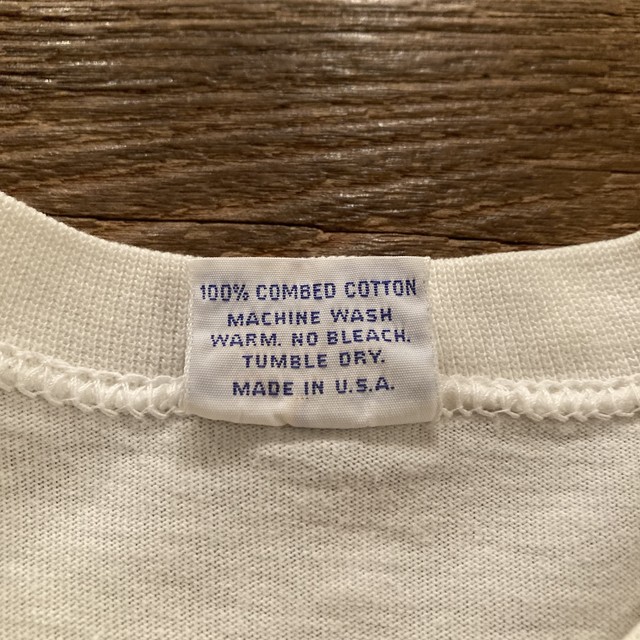 100% COMBED COTTON
MACHINE WASH
WARM. NO BLEACH.
TUMBLE DRY.
MADE IN U.S.A.